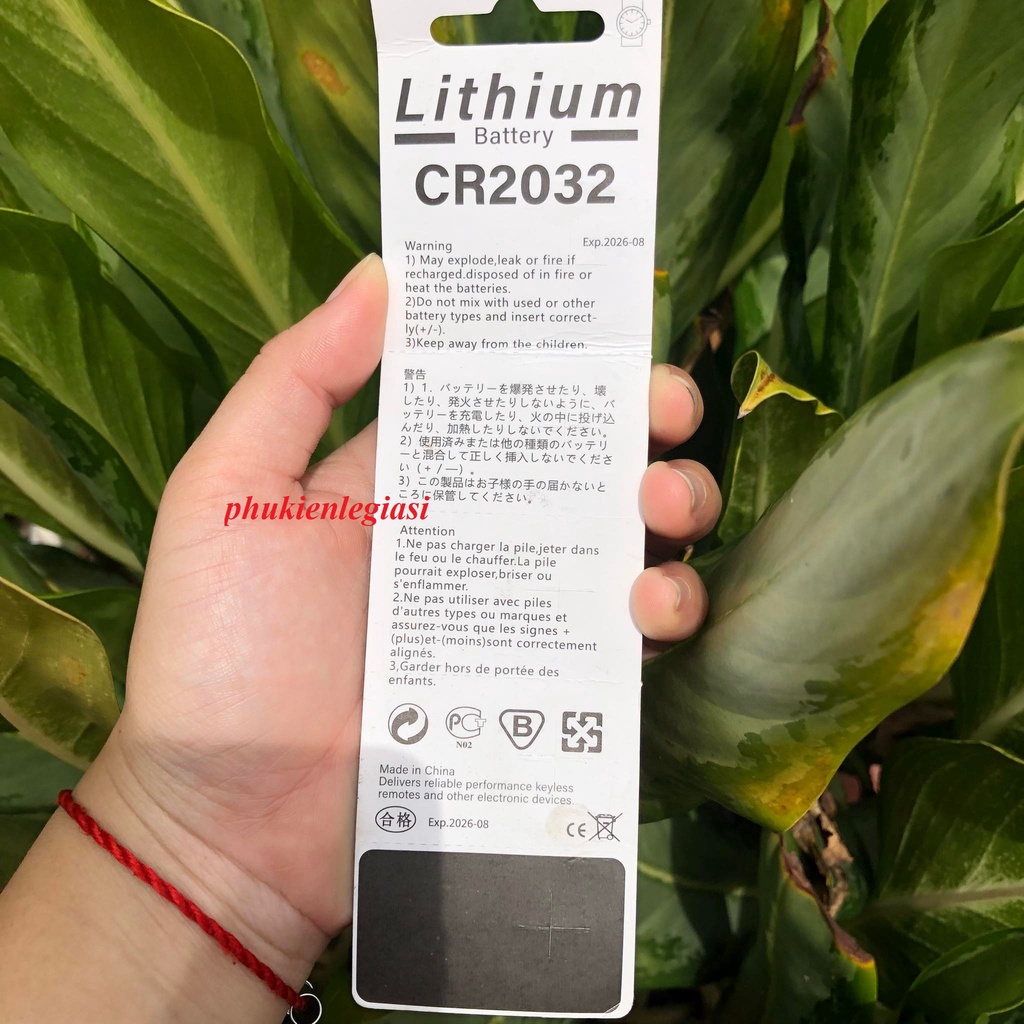 Lithium
Battery
CR2032
Exp.2026-08
Warning
1) May explode,leak or fire if
recharged.disposed of in fire or
heat the batteries.
2)Do not mix with used or other
battery types and insert correct-
ly(+/-).
3)Keep away from the children.
警告
1) 1. バッテリーを爆発させたり、壊
したり、発火させたりしないように、バ
ッテリーを充電したり、火の中に投げ込
んだり、加熱したりしないでください。
2) 使用済みまたは他の種類のバッテリ
ーと混合して正しく挿入しないでくださ
い (+/—) 。
3) この製品はお子様の手の届かないと
ころに保管してください。
phukienlegiasi
Attention
1.Ne pas charger la pile,jeter dans
le feu ou le chauffer.La pile
pourrait exploser,briser ou
s'enflammer.
2.Ne pas utiliser avec piles
d'autres types ou marques et
assurez-vous que les signes +
(plus)et-(moins)sont correctement
alignés.
3,Garder hors de portée des
enfants.
PCT
N02
B
Made in China
Delivers reliable performance keyless
remotes and other electronic devices.
合格
Exp.2026-08
CE